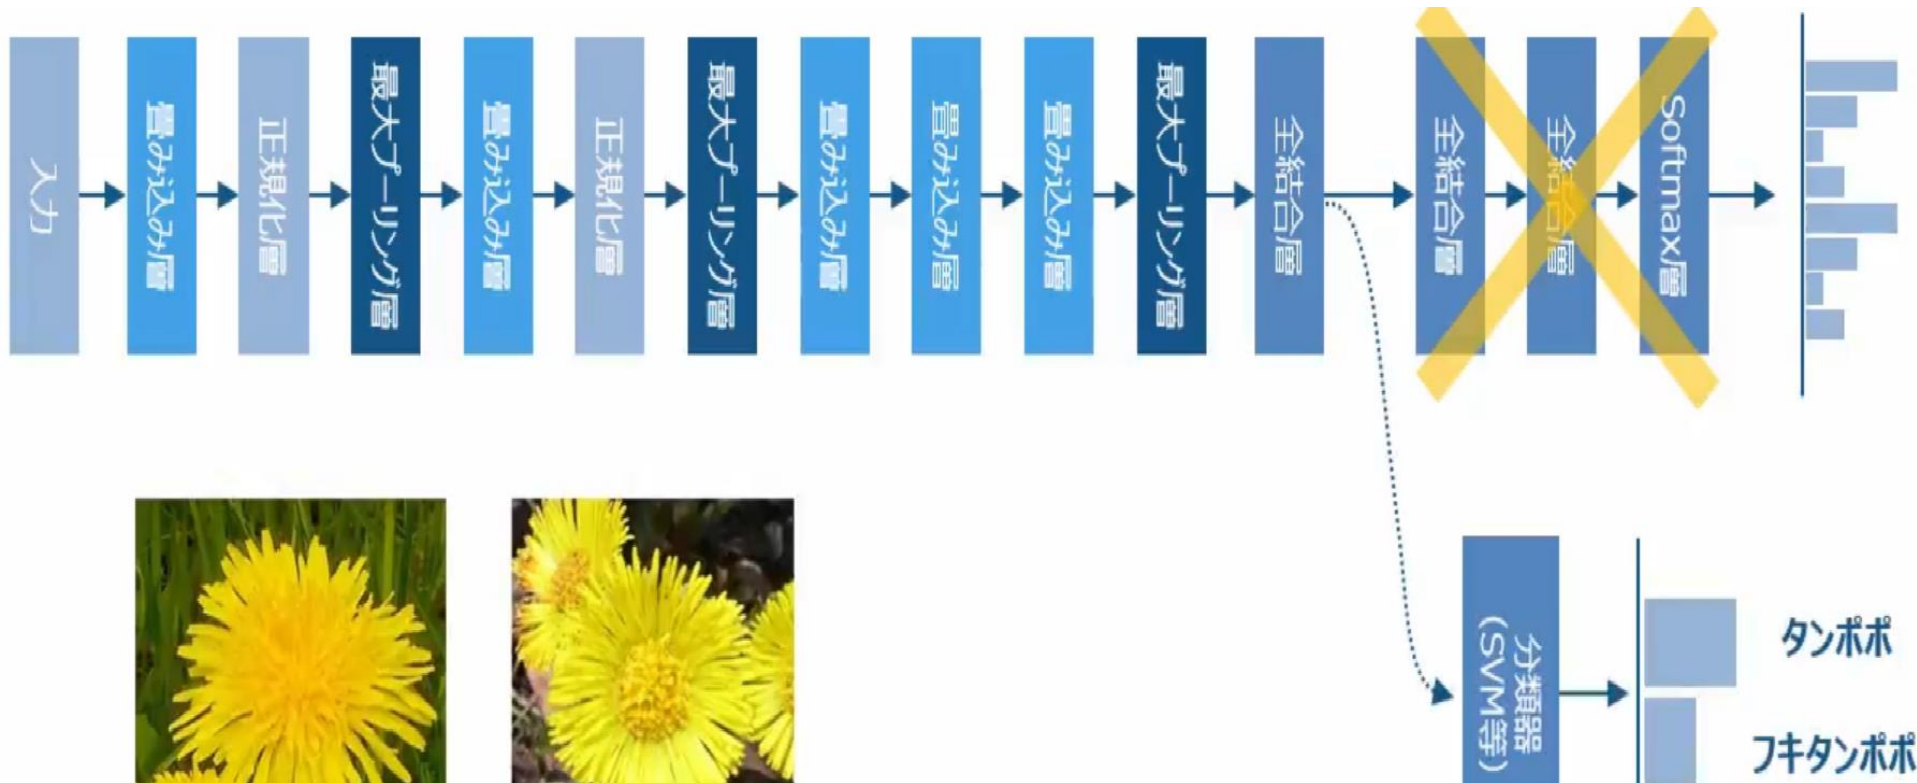 入力
畳み込み層
正規化層
最大プーリング層
畳み込み層
正規化層
最大プーリング層
畳み込み層
畳み込み層
畳み込み層
最大プーリング層
全結合層
全結合層
全結合層
Softmax層
分類器
(SVM等)
タンポポ
フキタンポポ